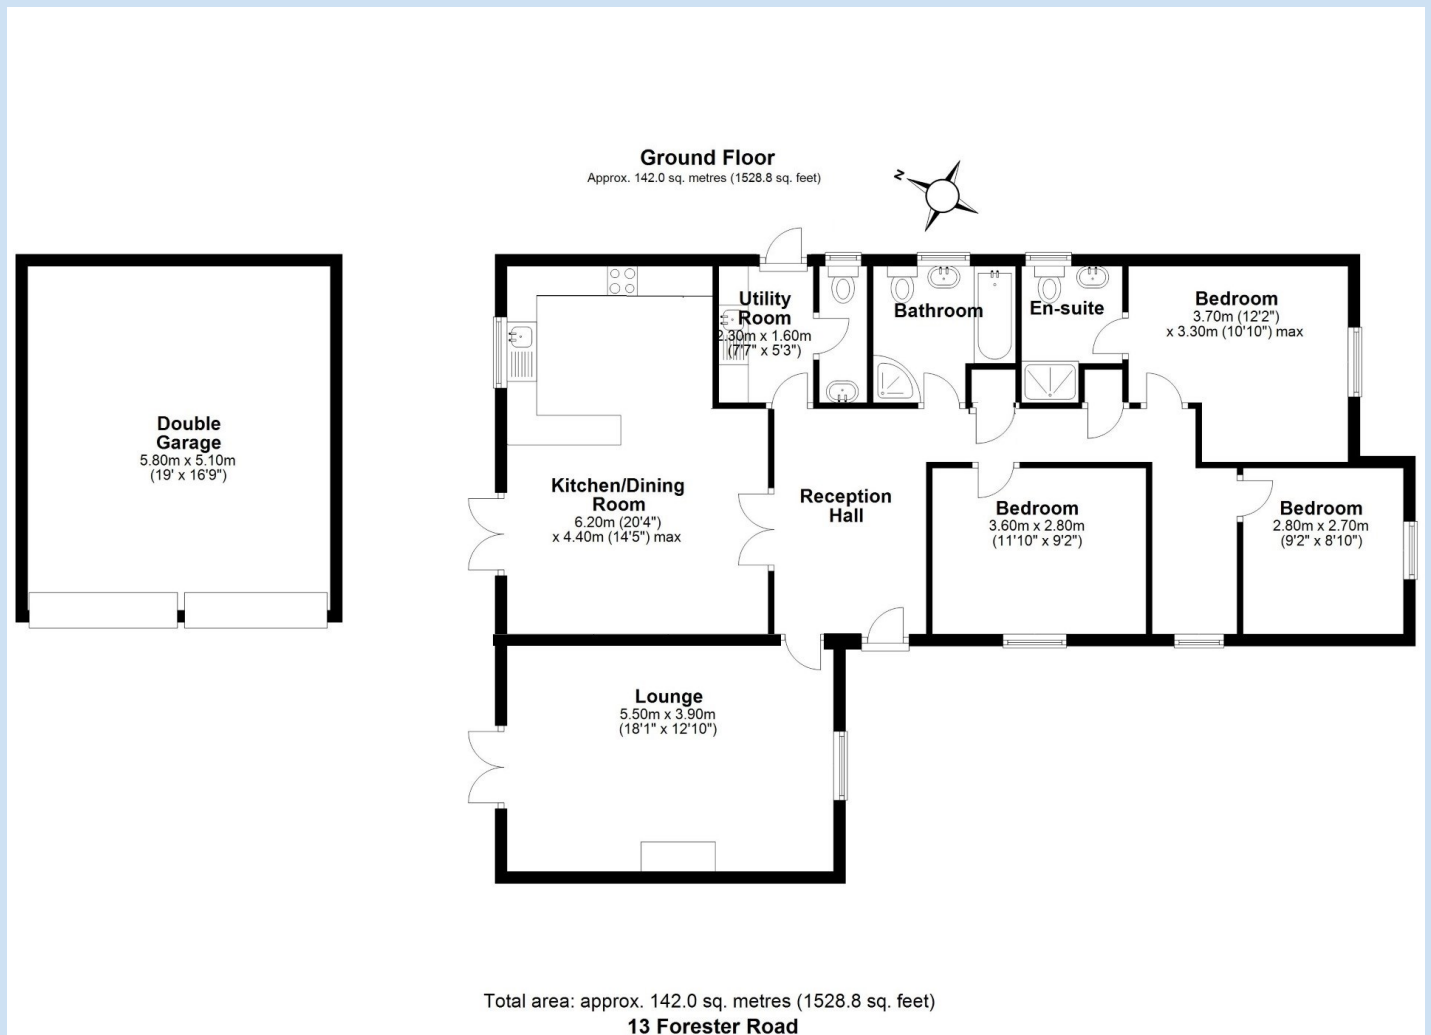 Ground Floor
Approx. 142.0 sq. metres (1528.8 sq. feet)
N
Double
Garage
5.80m x 5.10m
(19' x 16'9")
Utility
Room
2.30m x 1.60m
(7'7" x 5'3")
Bathroom
En-suite
Bedroom
3.70m (12'2")
x 3.30m (10'10") max
Kitchen/Dining
Room
6.20m (20'4")
x 4.40m (14'5") max
Reception
Hall
Bedroom
3.60m x 2.80m
(11'10" x 9'2")
Bedroom
2.80m x 2.70m
(9'2" x 8'10")
Lounge
5.50m x 3.90m
(18'1" x 12'10")
Total area: approx. 142.0 sq. metres (1528.8 sq. feet)
13 Forester Road